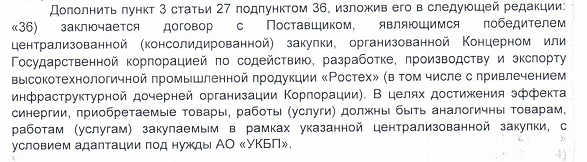 Дополнить пункт 3 статьи 27 подпунктом 36, изложив его в следующей редакции:
«36) заключается договор с Поставщиком, являющимся победителем
централизованной (консолидированной) закупки, организованной Концерном или
Государственной корпорацией по содействию, разработке, производству и экспорту
высокотехнологичной промышленной продукции «Ростех» (в том числе с привлечением
инфраструктурной дочерней организации Корпорации). В целях достижения эффекта
синергии, приобретаемые товары, работы (услуги) должны быть аналогичны товарам,
работам (услугам) закупаемым в рамках указанной централизованной закупки, с
условием адаптации под нужды АО «УКБП».